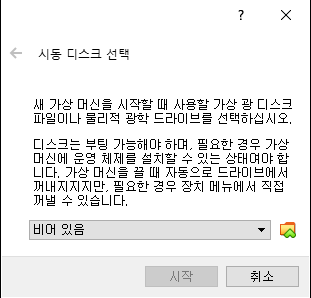 ?
시동 디스크 선택
새 가상 머신을 시작할 때 사용할 가상 광 디스크
파일이나 물리적 광학 드라이브를 선택하십시오.
디스크는 부팅 가능해야 하며, 필요한 경우 가상
머신에 운영 체제를 설치할 수 있는 상태여야 합
니다. 가상 머신을 끌 때 자동으로 드라이브에서
꺼내지지지만, 필요한 경우 장치 메뉴에서 직접
꺼낼 수 있습니다.
비어 있음
시작 취소